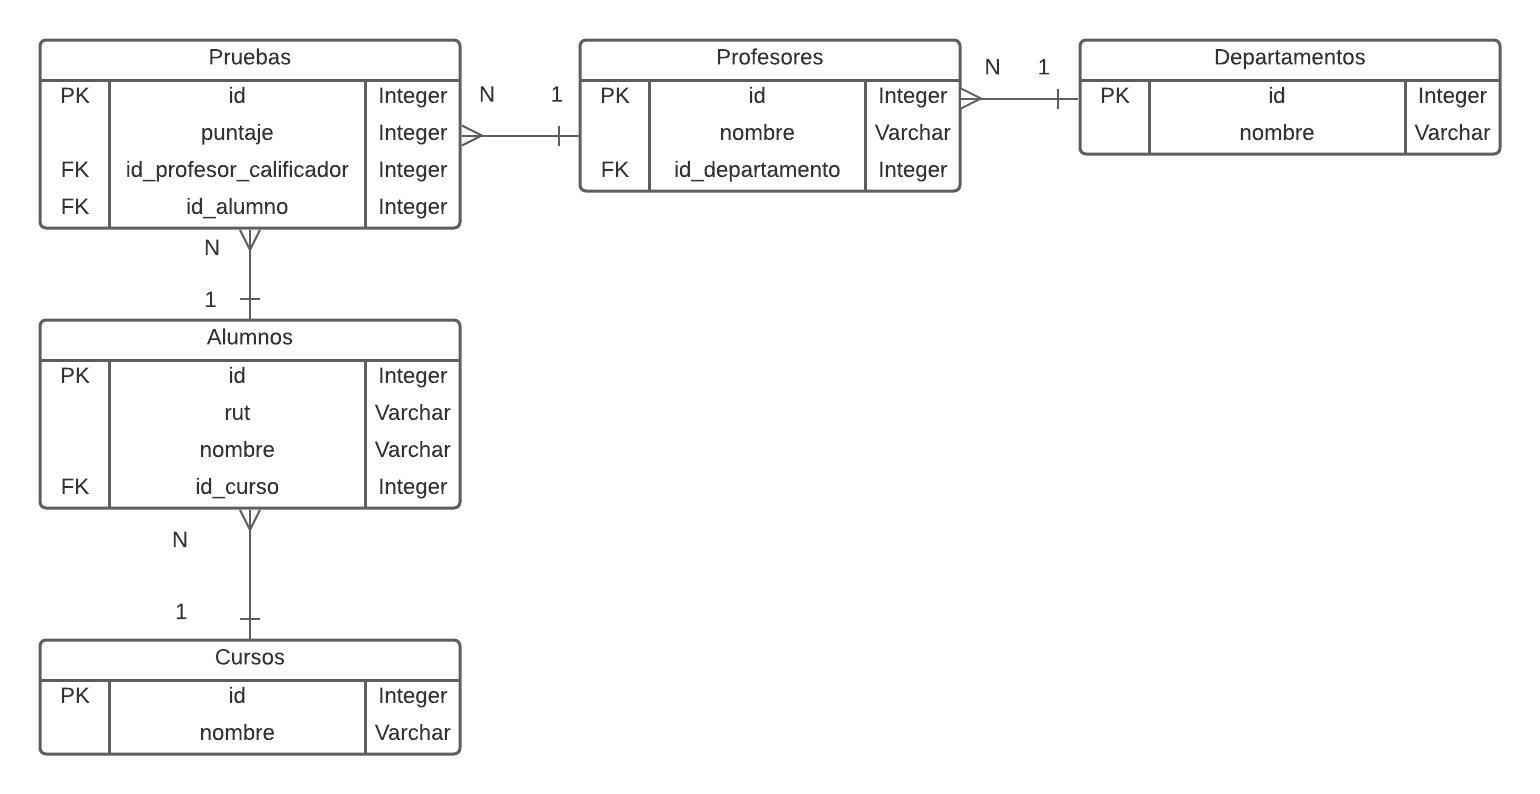 Pruebas
PK id Integer
puntaje Integer
FK id_profesor_calificador Integer
FK id_alumno Integer
N 1
Profesores
PK id Integer
nombre Varchar
FK id_departamento Integer
N 1
Departamentos
PK id Integer
nombre Varchar
N
1
Alumnos
PK id Integer
rut Varchar
nombre Varchar
FK id_curso Integer
N
1
Cursos
PK id Integer
nombre Varchar